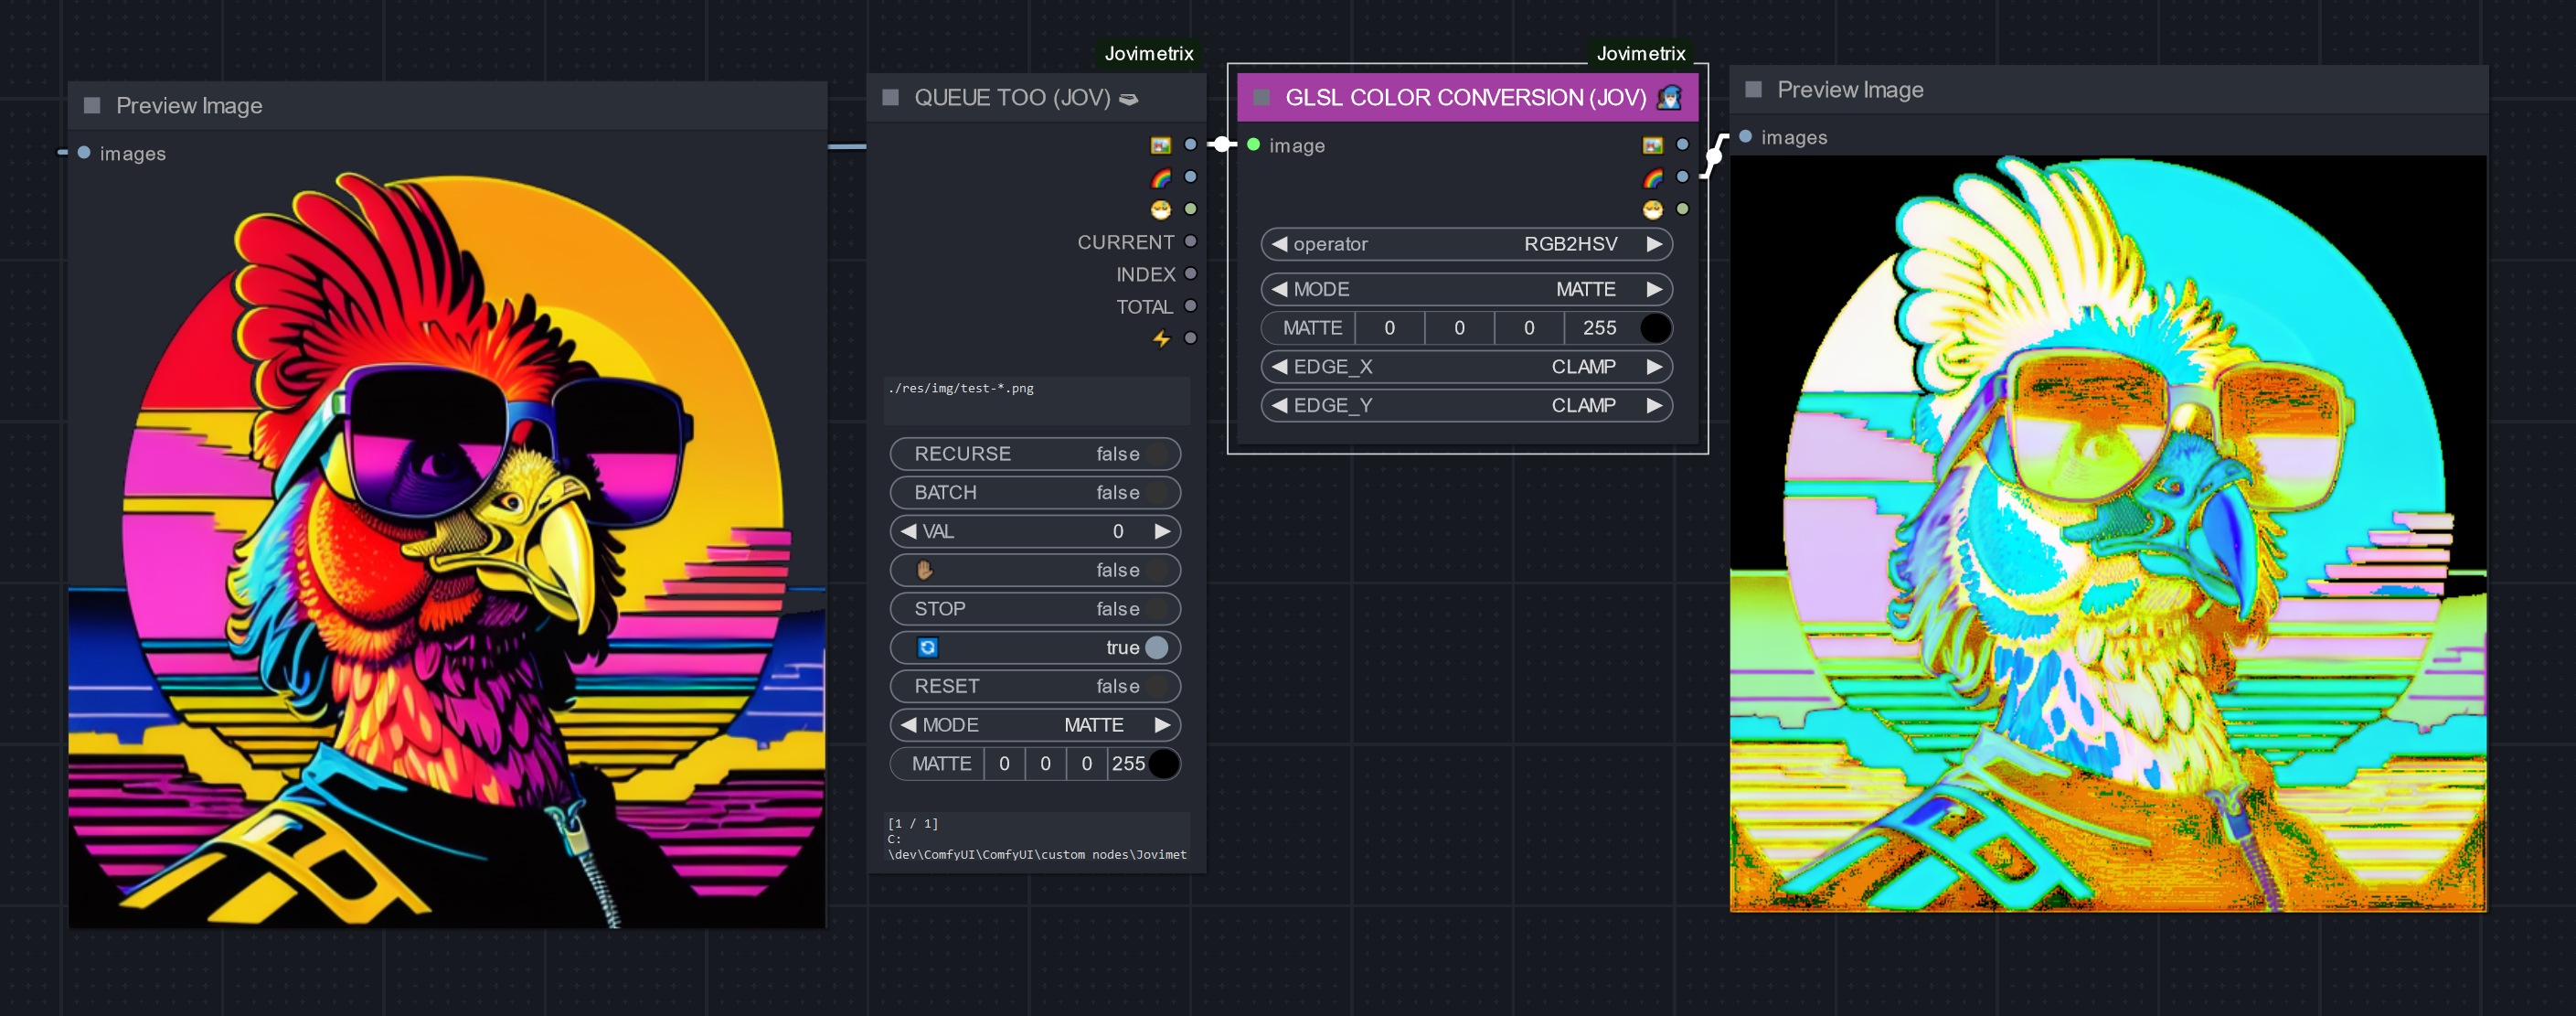 Preview Image
images
Jovimetrix
QUEUE TOO (JOV)
CURRENT
INDEX
TOTAL
./res/img/test-*.png
RECURSE false
BATCH false
VAL 0
false
STOP false
true
RESET false
MODE MATTE
MATTE 0 0 0 255
[1 / 1]
C:
\dev\ComfyUI\ComfyUI\custom nodes\Jovimet
Jovimetrix
GLSL COLOR CONVERSION (JOV)
image
operator RGB2HSV
MODE MATTE
MATTE 0 0 0 255
EDGE_X CLAMP
EDGE_Y CLAMP
Preview Image
images